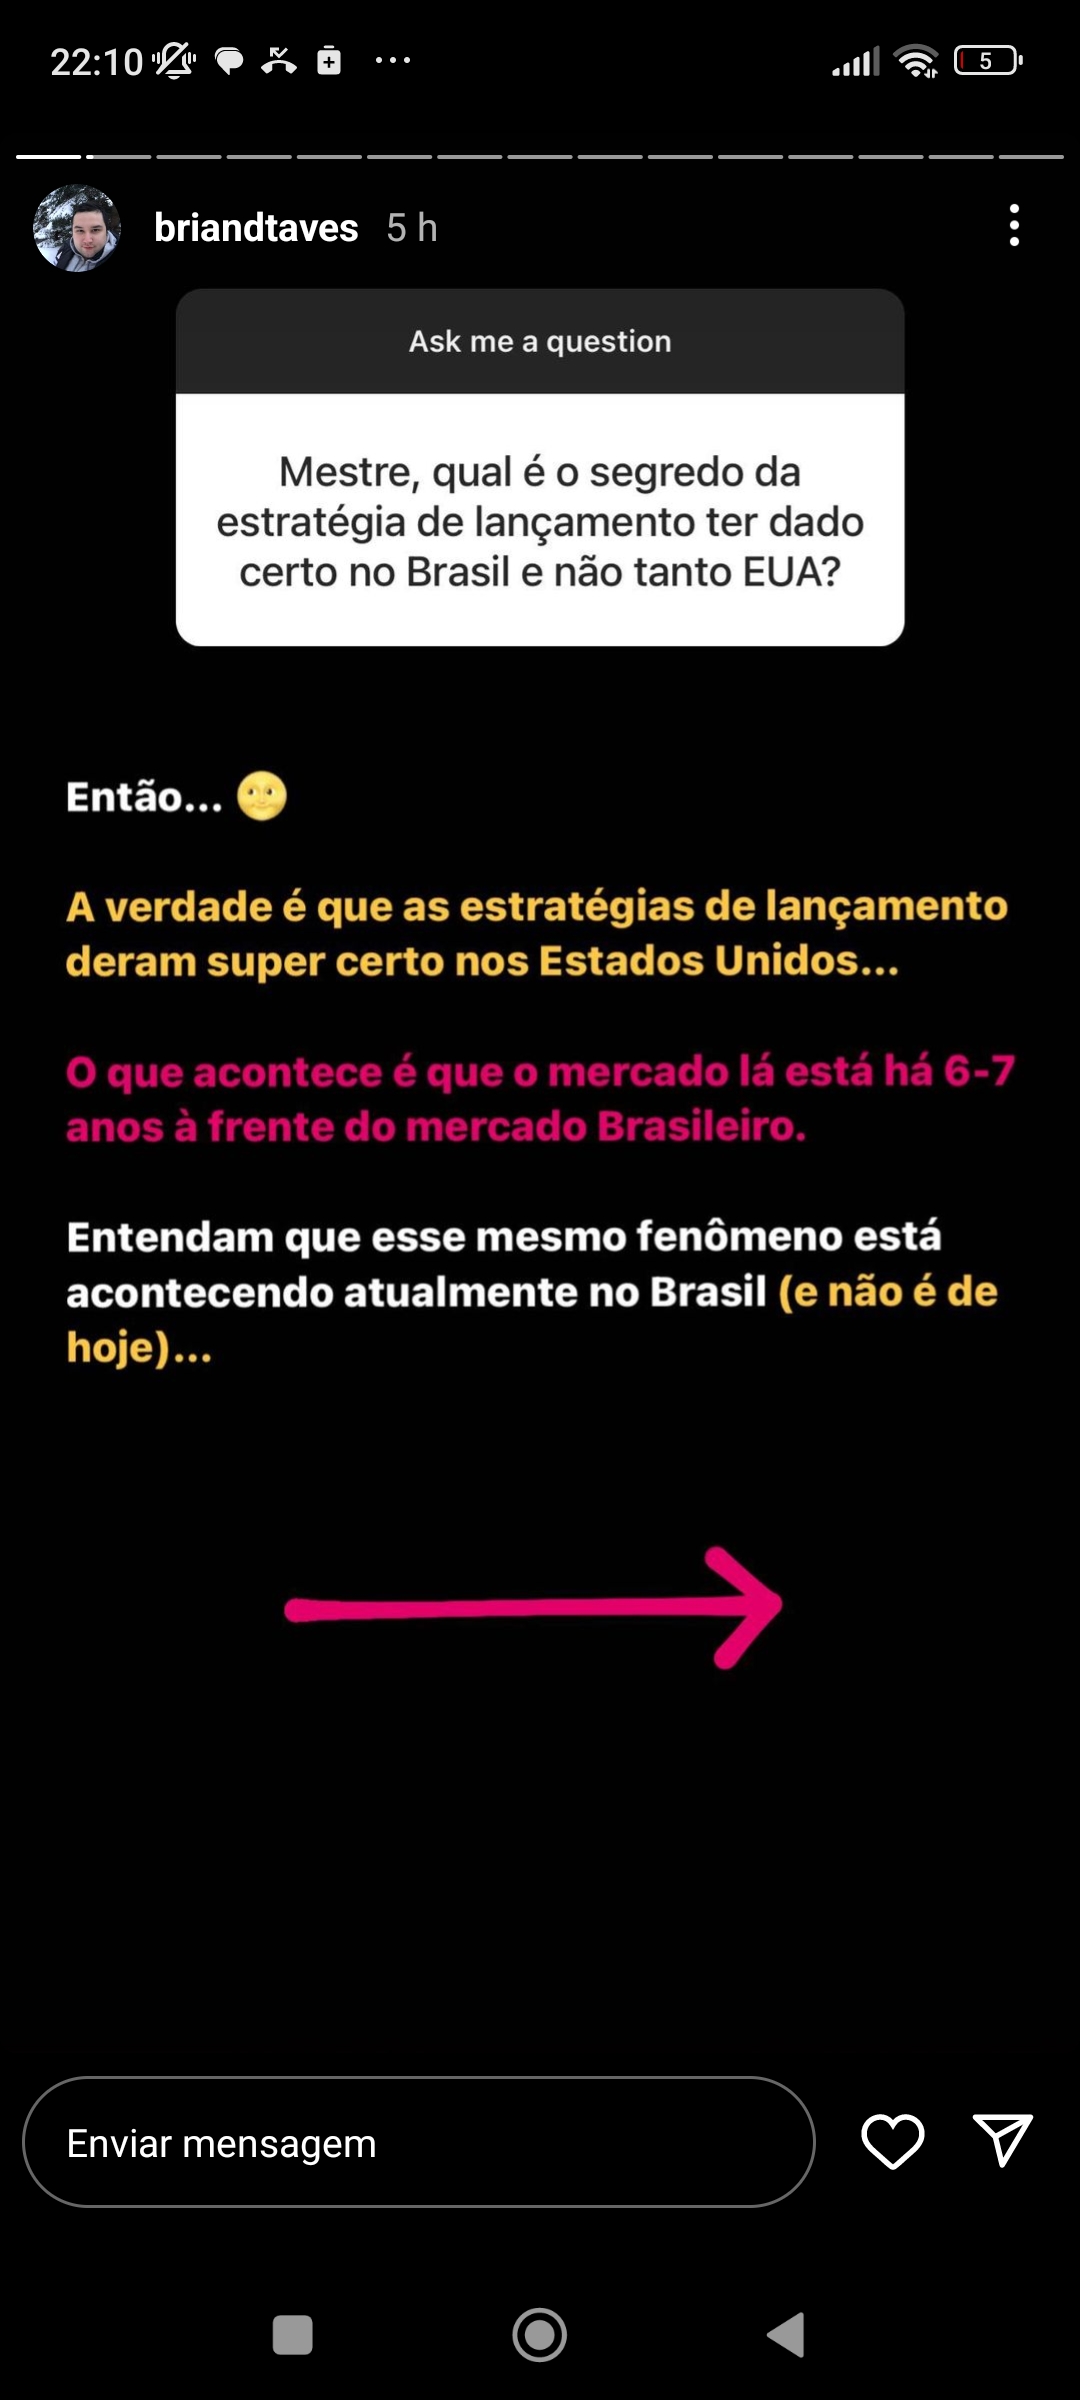 22:10
5
briandtaves 5 h
Ask me a question
Mestre, qual é o segredo da
estratégia de lançamento ter dado
certo no Brasil e não tanto EUA?
Então... 🌝
A verdade é que as estratégias de lançamento
deram super certo nos Estados Unidos...
O que acontece é que o mercado lá está há 6-7
anos à frente do mercado Brasileiro.
Entendam que esse mesmo fenômeno está
acontecendo atualmente no Brasil (e não é de
hoje)...
Enviar mensagem